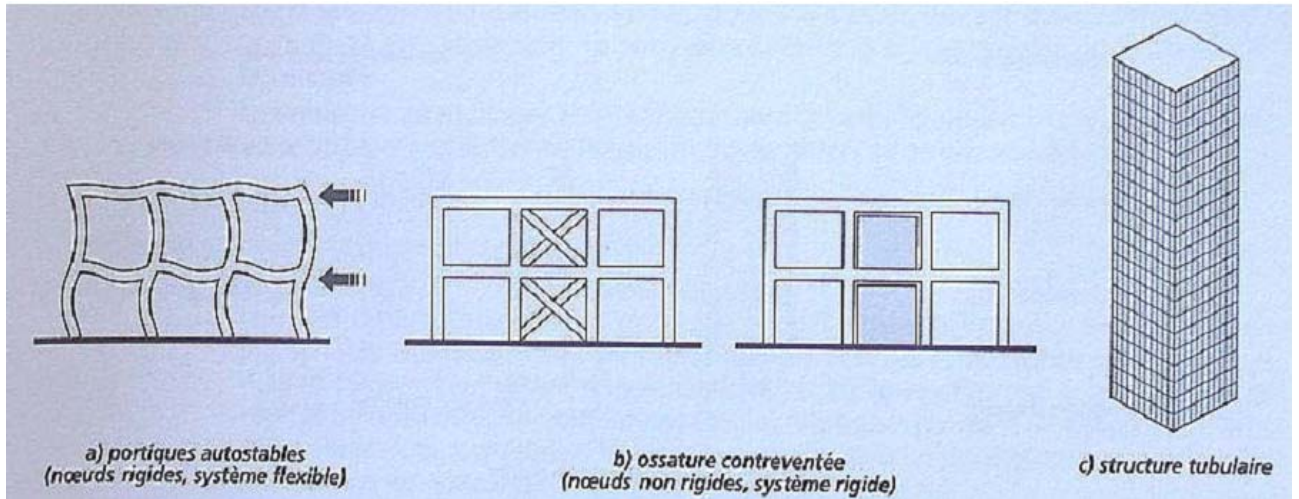 a) portiques autostables
(nœuds rigides, système flexible)
b) ossature contreventée
(nœuds non rigides, système rigide)
c) structure tubulaire